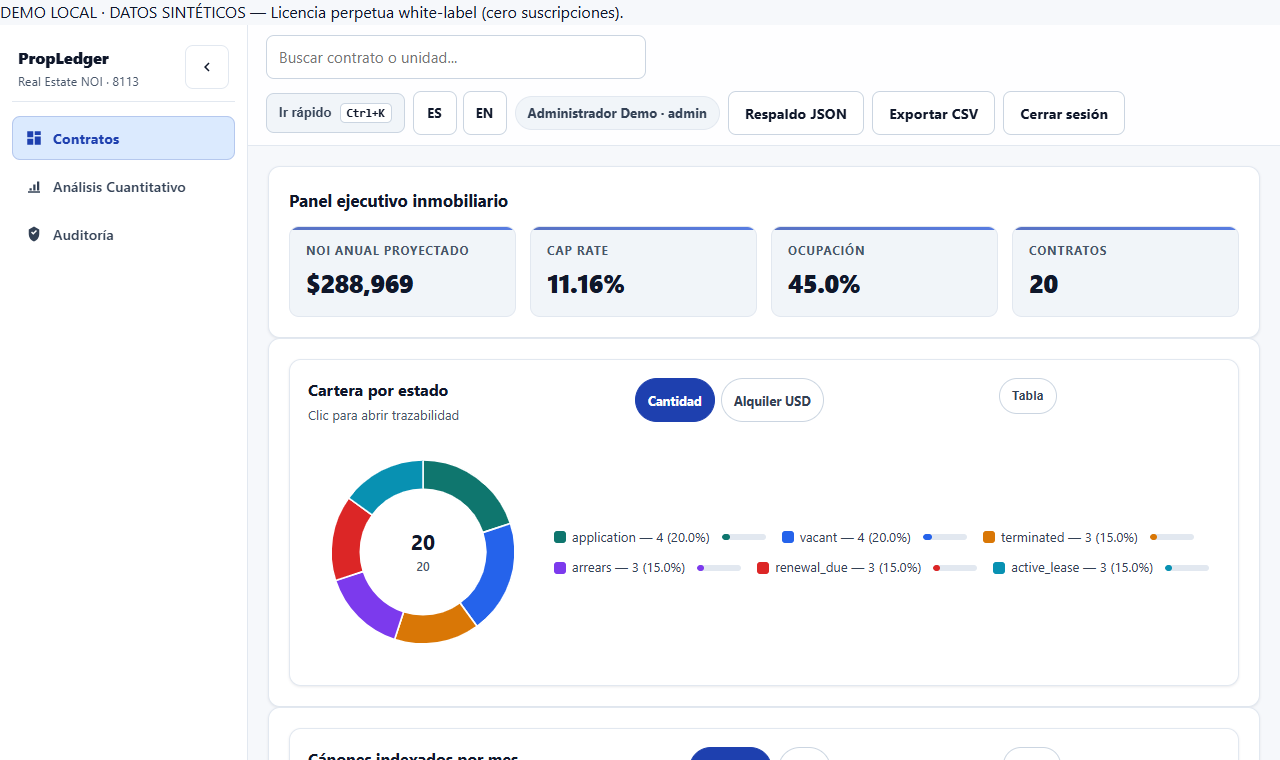 DEMO LOCAL · DATOS SINTÉTICOS — Licencia perpetua white-label (cero suscripciones).
PropLedger
Real Estate NOI · 8113
Contratos
Análisis Cuantitativo
Auditoría
Buscar contrato o unidad...
Ir rápido Ctrl+K ES EN Administrador Demo · admin Respaldo JSON Exportar CSV Cerrar sesión
Panel ejecutivo inmobiliario
NOI ANUAL PROYECTADO
$288,969
CAP RATE
11.16%
OCUPACIÓN
45.0%
CONTRATOS
20
Cartera por estado
Clic para abrir trazabilidad
Cantidad Alquiler USD Tabla
20
20
application — 4 (20.0%) vacant — 4 (20.0%) terminated — 3 (15.0%)
arrears — 3 (15.0%) renewal_due — 3 (15.0%) active_lease — 3 (15.0%)
Cánones indexados por mes